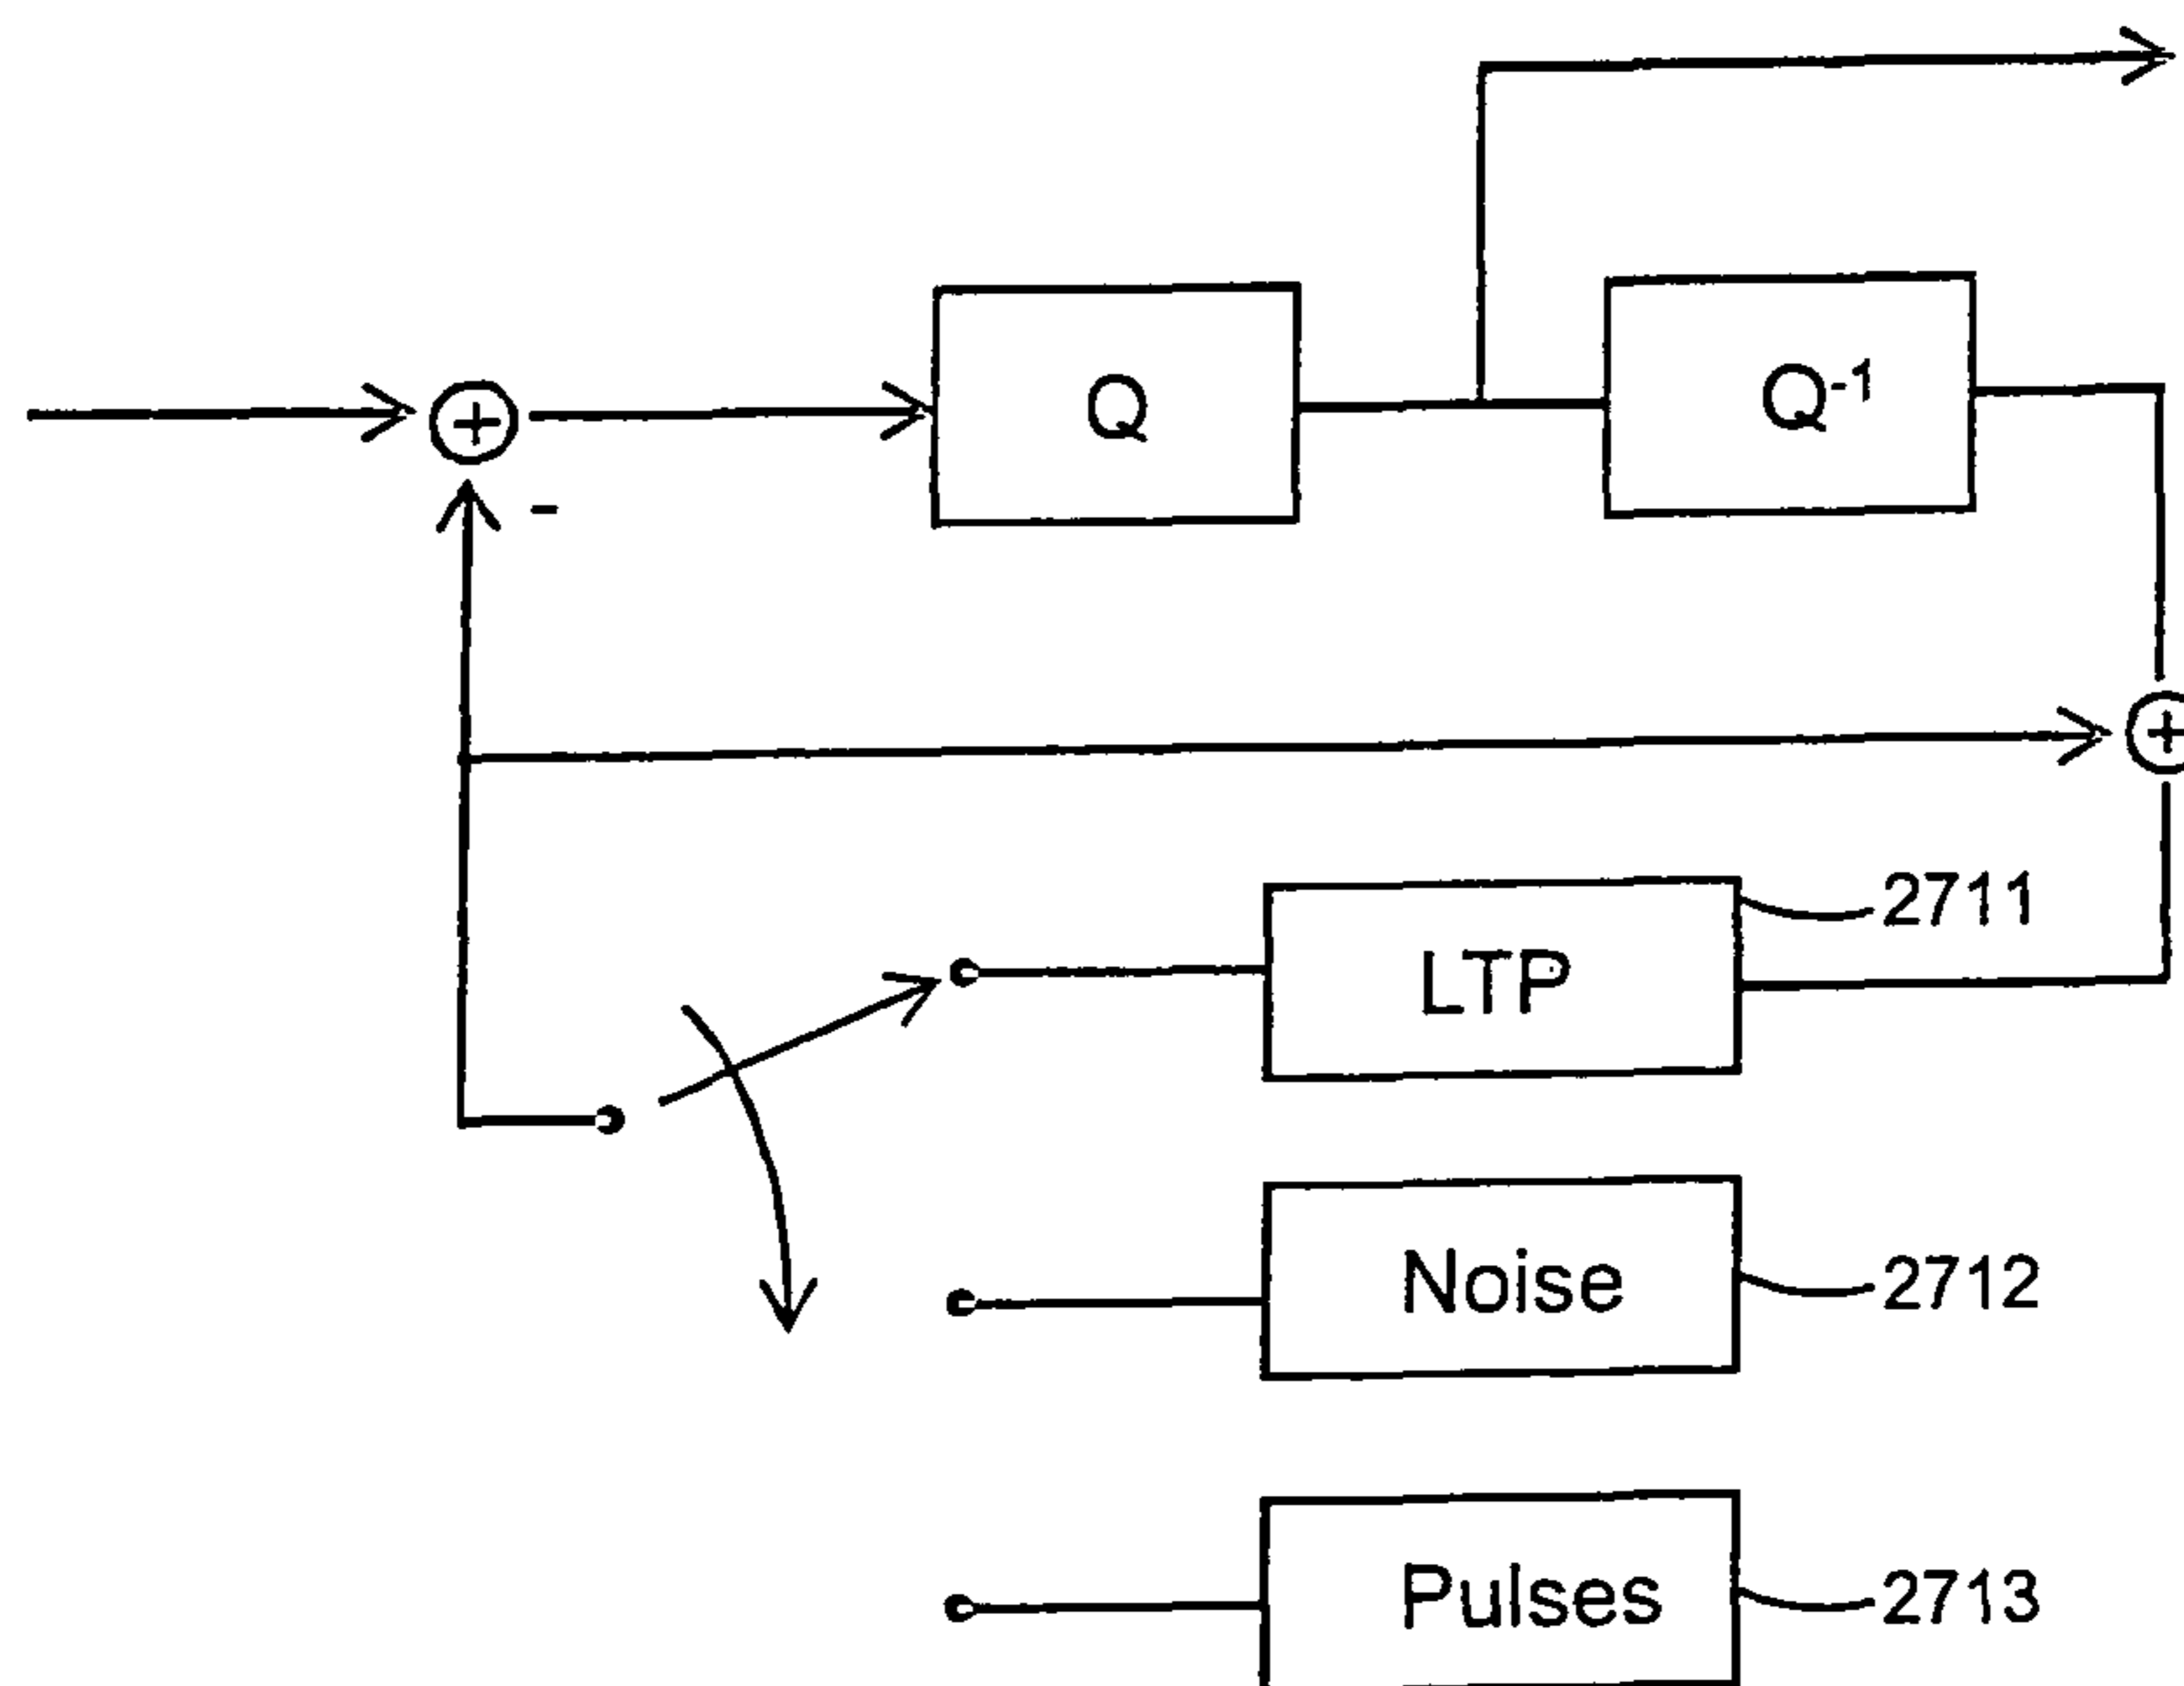 Q
Q⁻¹
+
-
+
LTP
2711
Noise
2712
Pulses
2713